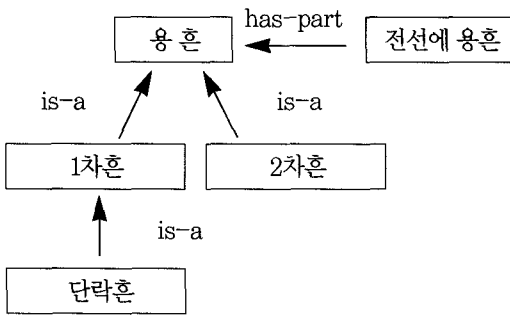 has-part
용 흔
전선에 용흔
is-a
is-a
1차흔
2차흔
is-a
단락흔